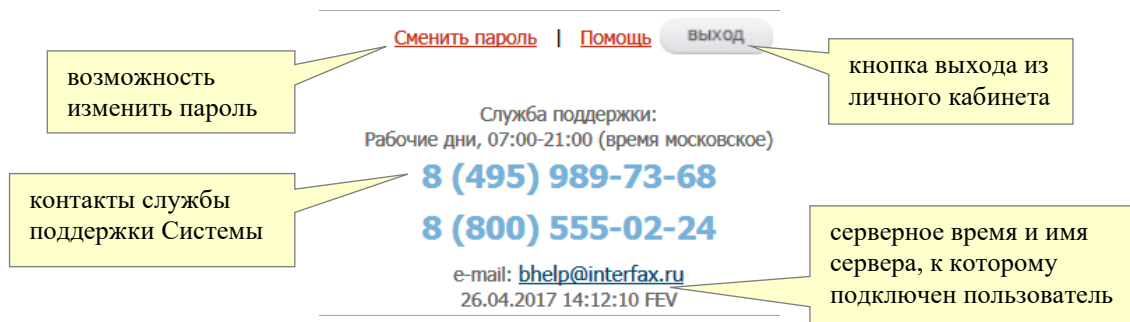 Сменить пароль | Помощь выход
возможность
изменить пароль
кнопка выхода из
личного кабинета
Служба поддержки:
Рабочие дни, 07:00-21:00 (время московское)
8 (495) 989-73-68
контакты службы
поддержки Системы
8 (800) 555-02-24
серверное время и имя
сервера, к которому
подключен пользователь
e-mail: bhelp@interfax.ru
26.04.2017 14:12:10 FEV